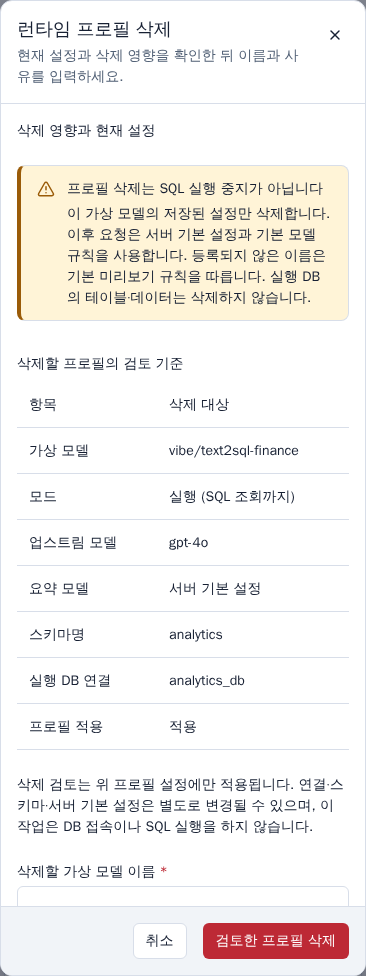 런타임 프로필 삭제
현재 설정과 삭제 영향을 확인한 뒤 이름과 사
유를 입력하세요.
삭제 영향과 현재 설정
프로필 삭제는 SQL 실행 중지가 아닙니다
이 가상 모델의 저장된 설정만 삭제합니다.
이후 요청은 서버 기본 설정과 기본 모델
규칙을 사용합니다. 등록되지 않은 이름은
기본 미리보기 규칙을 따릅니다. 실행 DB
의 테이블·데이터는 삭제하지 않습니다.
삭제할 프로필의 검토 기준
항목 삭제 대상
가상 모델 vibe/text2sql-finance
모드 실행 (SQL 조회까지)
업스트림 모델 gpt-4o
요약 모델 서버 기본 설정
스키마명 analytics
실행 DB 연결 analytics_db
프로필 적용 적용
삭제 검토는 위 프로필 설정에만 적용됩니다. 연결·스
키마·서버 기본 설정은 별도로 변경될 수 있으며, 이
작업은 DB 접속이나 SQL 실행을 하지 않습니다.
삭제할 가상 모델 이름 *
취소 검토한 프로필 삭제